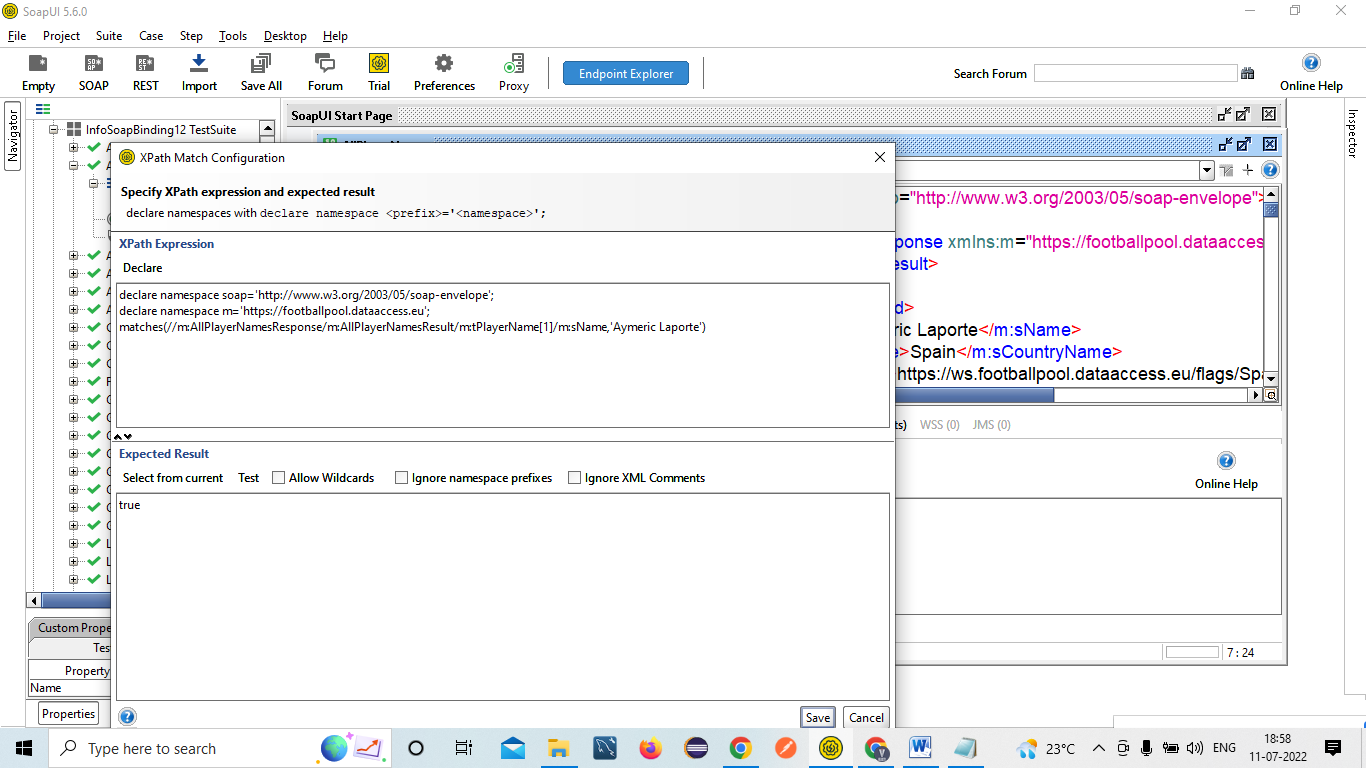 SoapUI 5.6.0
File Project Suite Case Step Tools Desktop Help
Empty SOAP REST Import Save All Forum Trial Preferences Proxy Endpoint Explorer Search Forum Online Help
Navigator
Inspector
InfoSoapBinding12 TestSuite
SoapUI Start Page
XPath Match Configuration
Specify XPath expression and expected result
declare namespaces with declare namespace <prefix>='<namespace>';
XPath Expression
Declare
declare namespace soap='http://www.w3.org/2003/05/soap-envelope';
declare namespace m='https://footballpool.dataaccess.eu';
matches(//m:AllPlayerNamesResponse/m:AllPlayerNamesResult/m:tPlayerName[1]/m:sName,'Aymeric Laporte')
Expected Result
Select from current Test Allow Wildcards Ignore namespace prefixes Ignore XML Comments
true
Save Cancel
="http://www.w3.org/2003/05/soap-envelope">
ponse xmlns:m="https://footballpool.dataacces
esult>
d>
ric Laporte</m:sName>
e>Spain</m:sCountryName>
https://ws.footballpool.dataaccess.eu/flags/Spa
ts) WSS (0) JMS (0)
Online Help
7 : 24
Custom Prope
Tes
Property
Name
Properties
Type here to search
23°C ENG 18:58
11-07-2022